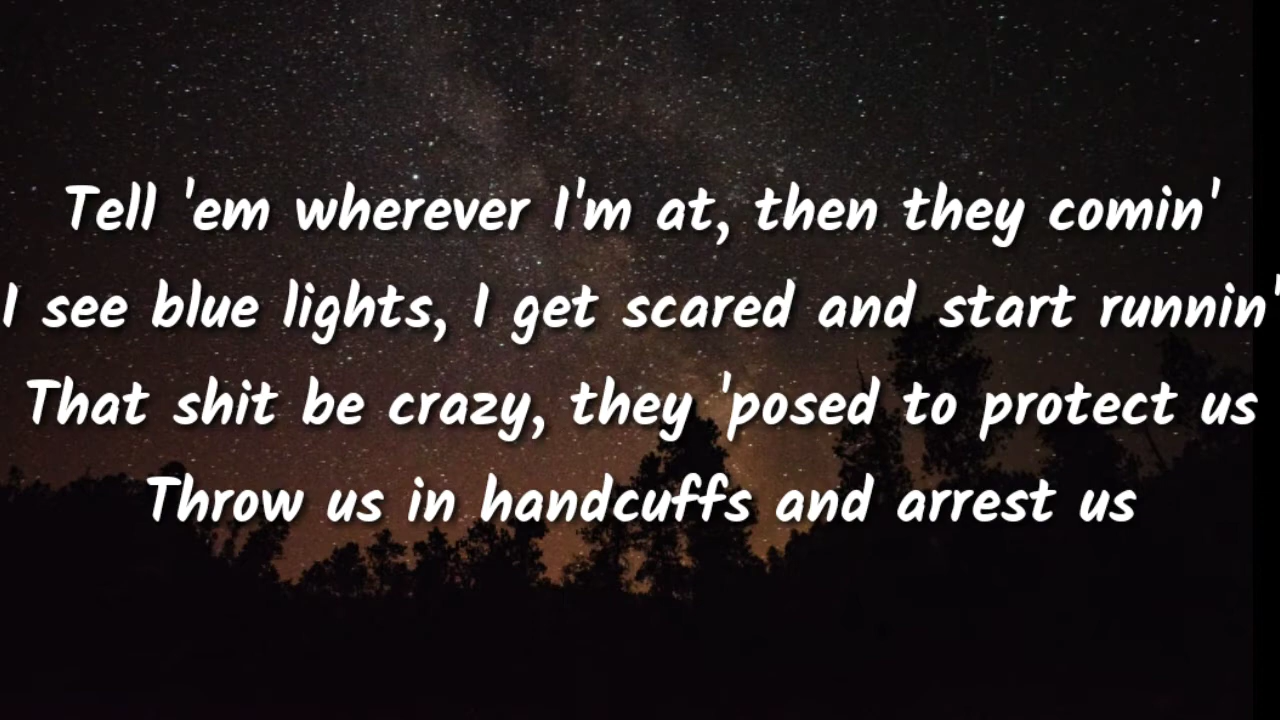 Tell 'em wherever I'm at, then they comin'
I see blue lights, I get scared and start runnin'
That shit be crazy, they 'posed to protect us
Throw us in handcuffs and arrest us